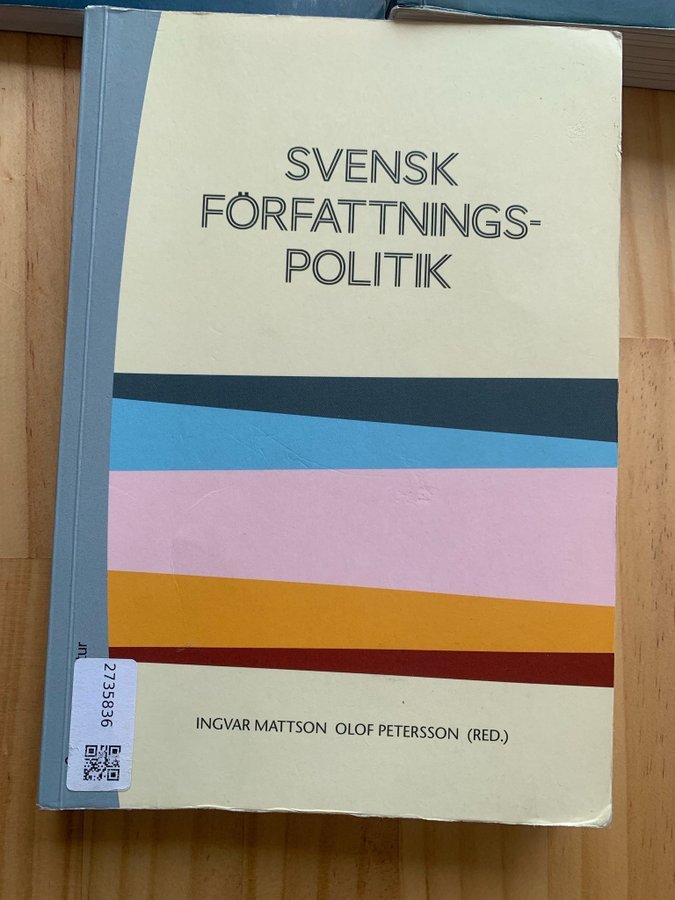 SVENSK
FÖRFATTNINGS-
POLITIK
INGVAR MATTSON OLOF PETERSSON (RED.)
2735836